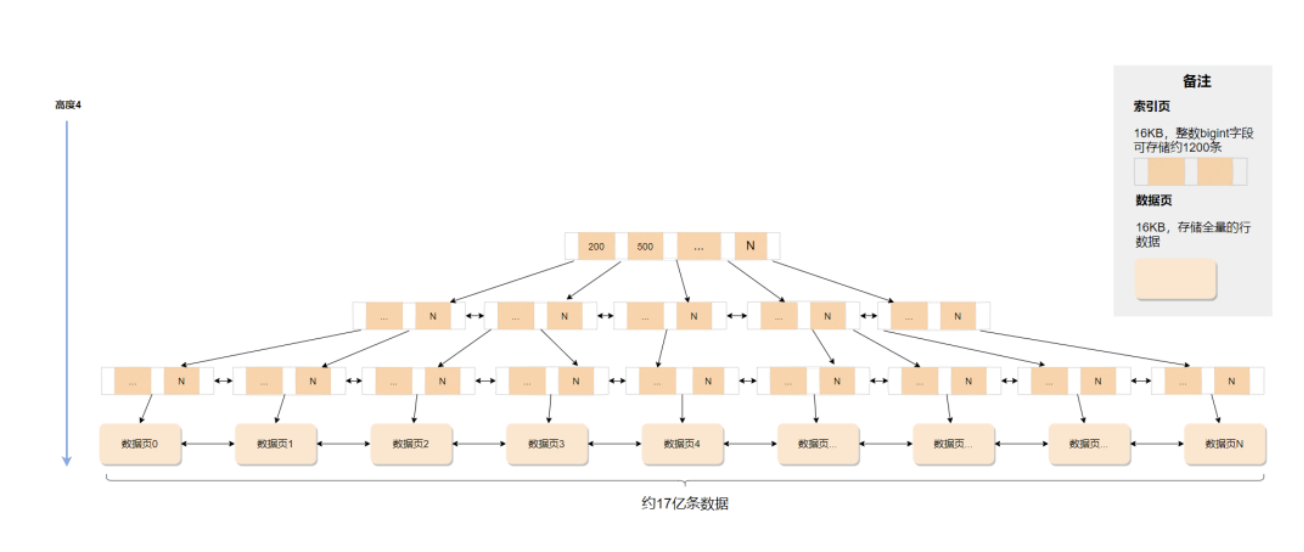 备注
高度4
索引页
16KB，整数bigint字段
可存储约1200条
数据页
16KB，存储全量的行
数据
200 500 ... N
... N ... N ... N ... N ... N
... N ... N ... N ... N ... N ... N ... N ... N ... N
数据页0 数据页1 数据页2 数据页3 数据页4 数据页... 数据页... 数据页... 数据页N
约17亿条数据